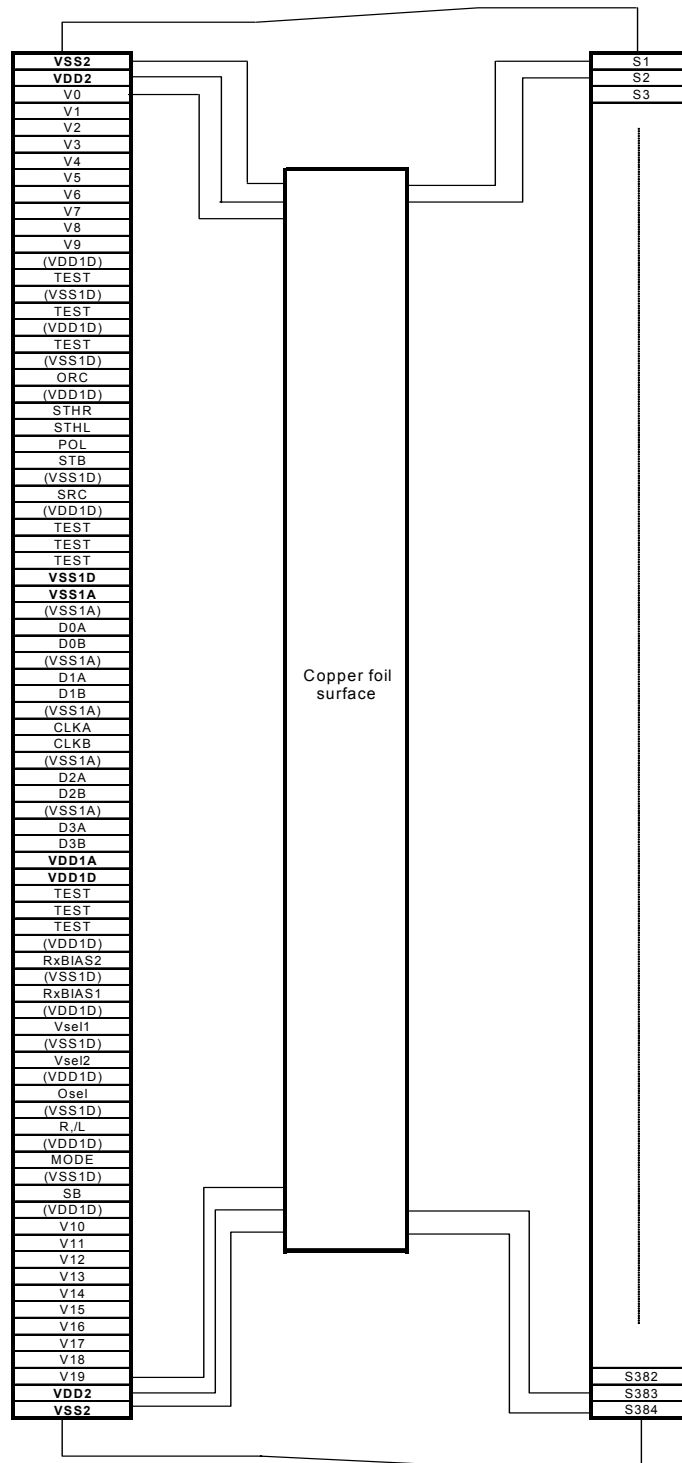 VSS2
VDD2
V0
V1
V2
V3
V4
V5
V6
V7
V8
V9
(VDD1D)
TEST
(VSS1D)
TEST
(VDD1D)
TEST
(VSS1D)
ORC
(VDD1D)
STHR
STHL
POL
STB
(VSS1D)
SRC
(VDD1D)
TEST
TEST
TEST
VSS1D
VSS1A
(VSS1A)
D0A
D0B
(VSS1A)
D1A
D1B
(VSS1A)
CLKA
CLKB
(VSS1A)
D2A
D2B
(VSS1A)
D3A
D3B
VDD1A
VDD1D
TEST
TEST
TEST
(VDD1D)
RxBIAS2
(VSS1D)
RxBIAS1
(VDD1D)
Vsel1
(VSS1D)
Vsel2
(VDD1D)
Osel
(VSS1D)
R,/L
(VDD1D)
MODE
(VSS1D)
SB
(VDD1D)
V10
V11
V12
V13
V14
V15
V16
V17
V18
V19
VDD2
VSS2
Copper foil
surface
S1
S2
S3
S382
S383
S384